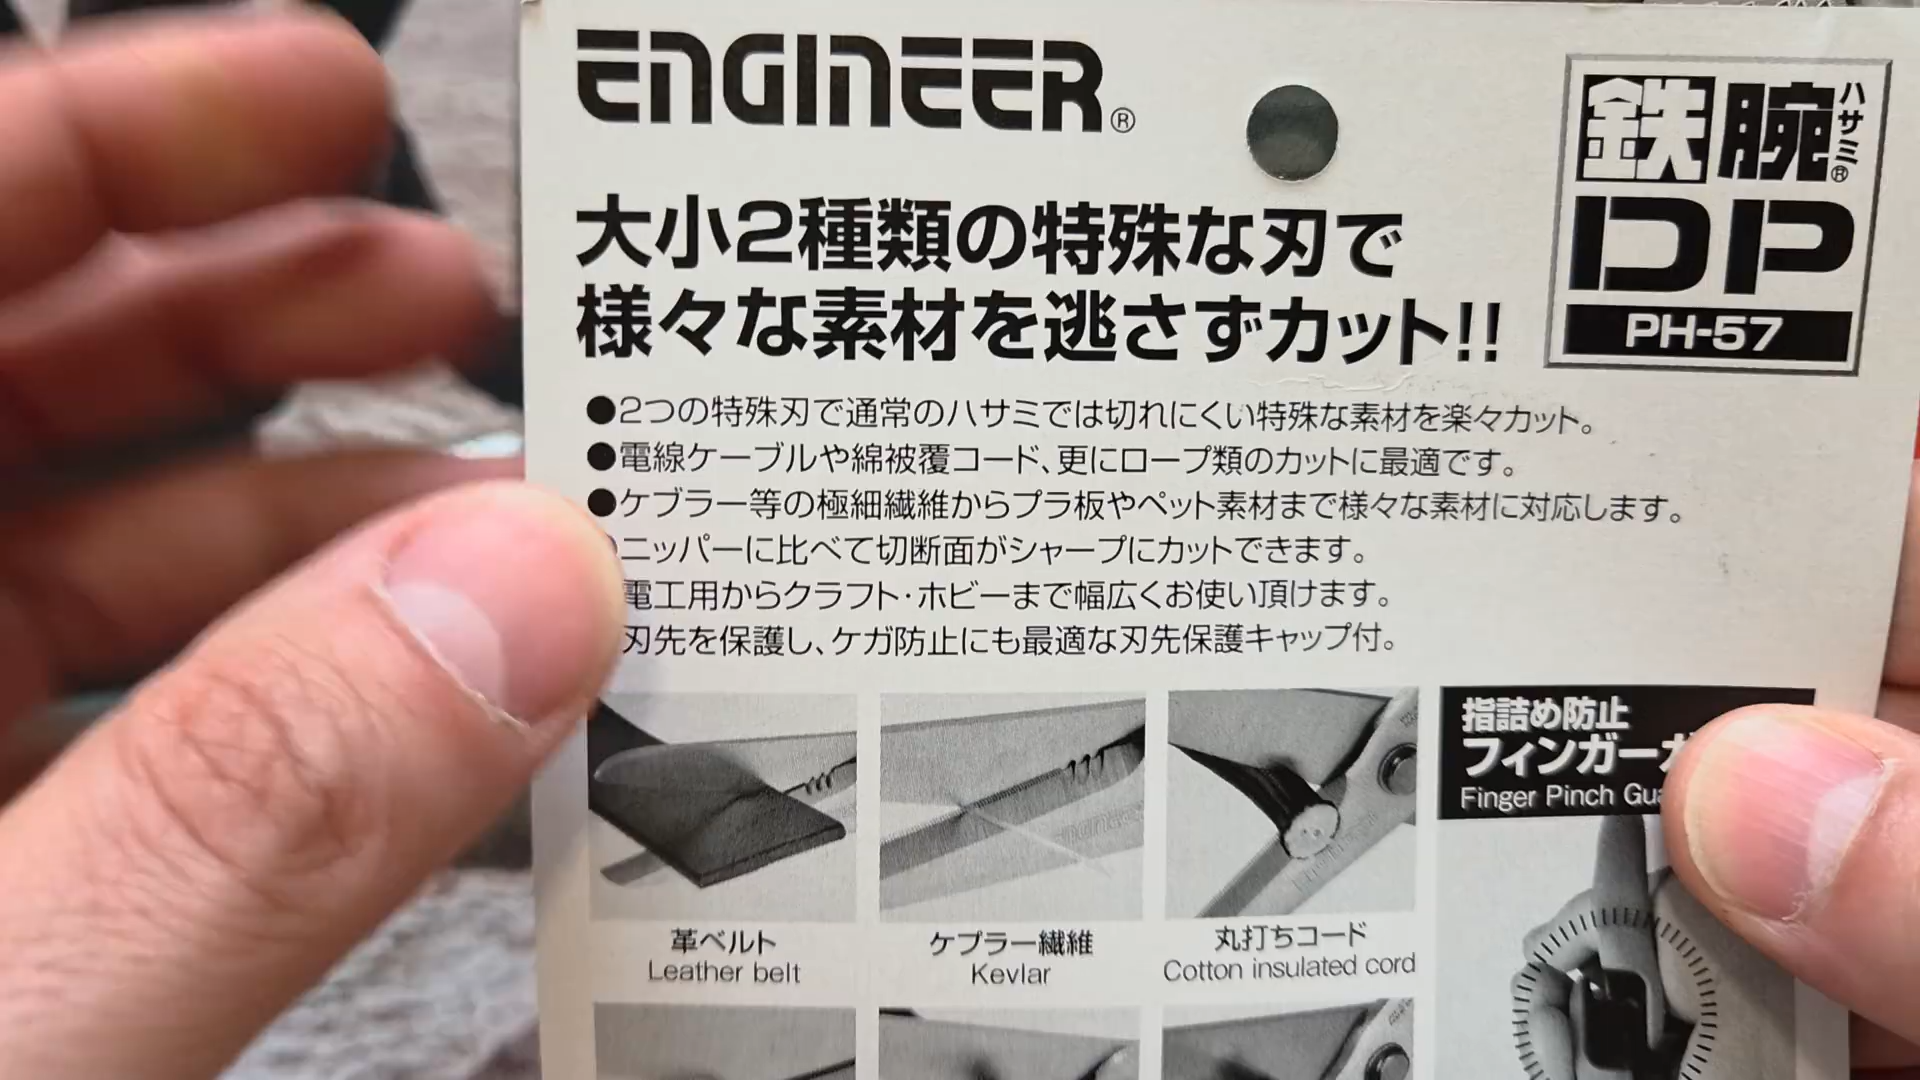 ENGINEER®
鉄腕ハサミ®
DP
PH-57
大小2種類の特殊な刃で
様々な素材を逃さずカット!!
●2つの特殊刃で通常のハサミでは切れにくい特殊な素材を楽々カット。
●電線ケーブルや綿被覆コード、更にロープ類のカットに最適です。
●ケブラー等の極細繊維からプラ板やペット素材まで様々な素材に対応します。
●ニッパーに比べて切断面がシャープにカットできます。
電工用からクラフト・ホビーまで幅広くお使い頂けます。
刃先を保護し、ケガ防止にも最適な刃先保護キャップ付。
指詰め防止
フィンガー
Finger Pinch
革ベルト
Leather belt
ケプラー繊維
Kevlar
丸打ちコード
Cotton insulated cord